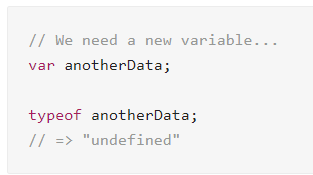 // We need a new variable...
var anotherData;
typeof anotherData;
// => "undefined"